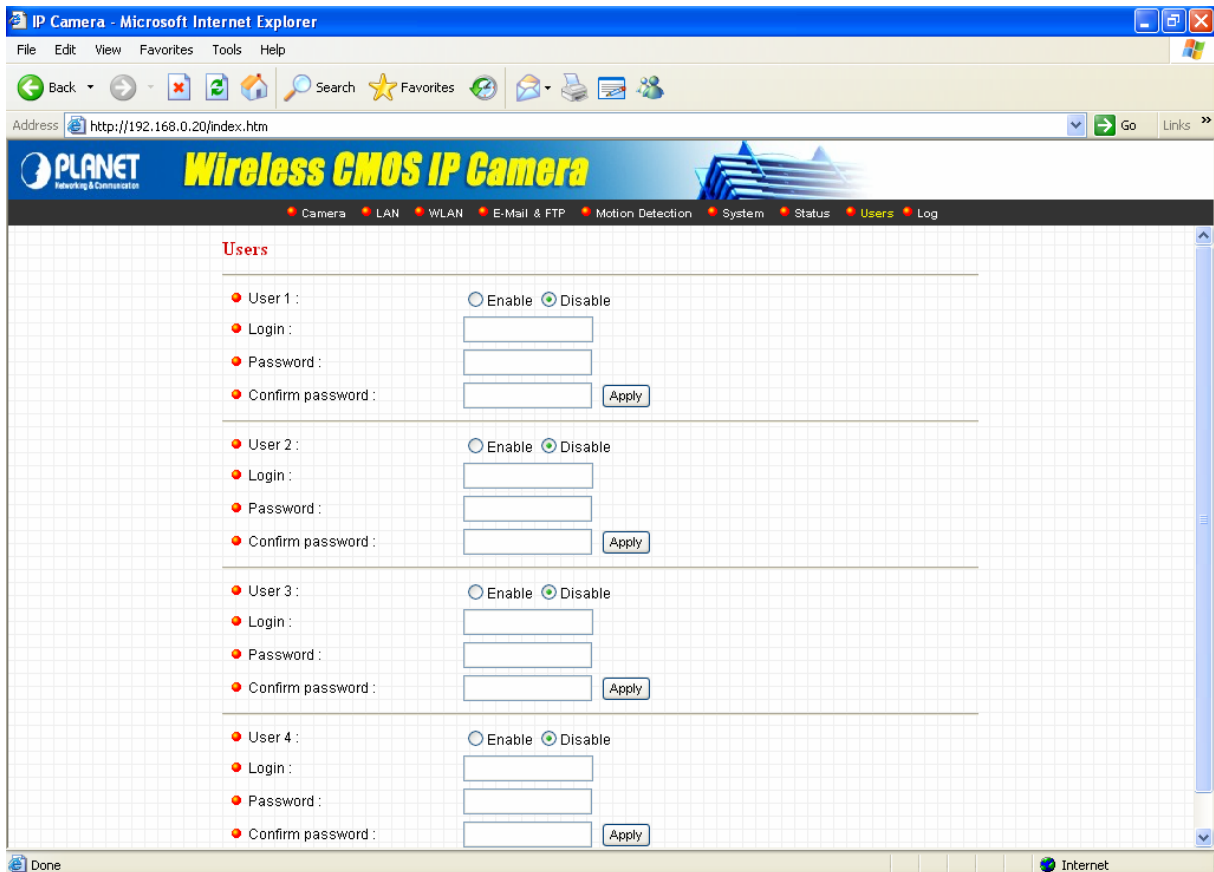 IP Camera - Microsoft Internet Explorer
File Edit View Favorites Tools Help
Back Search Favorites
Address http://192.168.0.20/index.htm Go Links »
PLANET
Networking & Communication
Wireless CMOS IP Camera
Camera LAN WLAN E-Mail & FTP Motion Detection System Status Users Log
Users
User 1 : Enable Disable
Login :
Password :
Confirm password : Apply
User 2 : Enable Disable
Login :
Password :
Confirm password : Apply
User 3 : Enable Disable
Login :
Password :
Confirm password : Apply
User 4 : Enable Disable
Login :
Password :
Confirm password : Apply
Done Internet